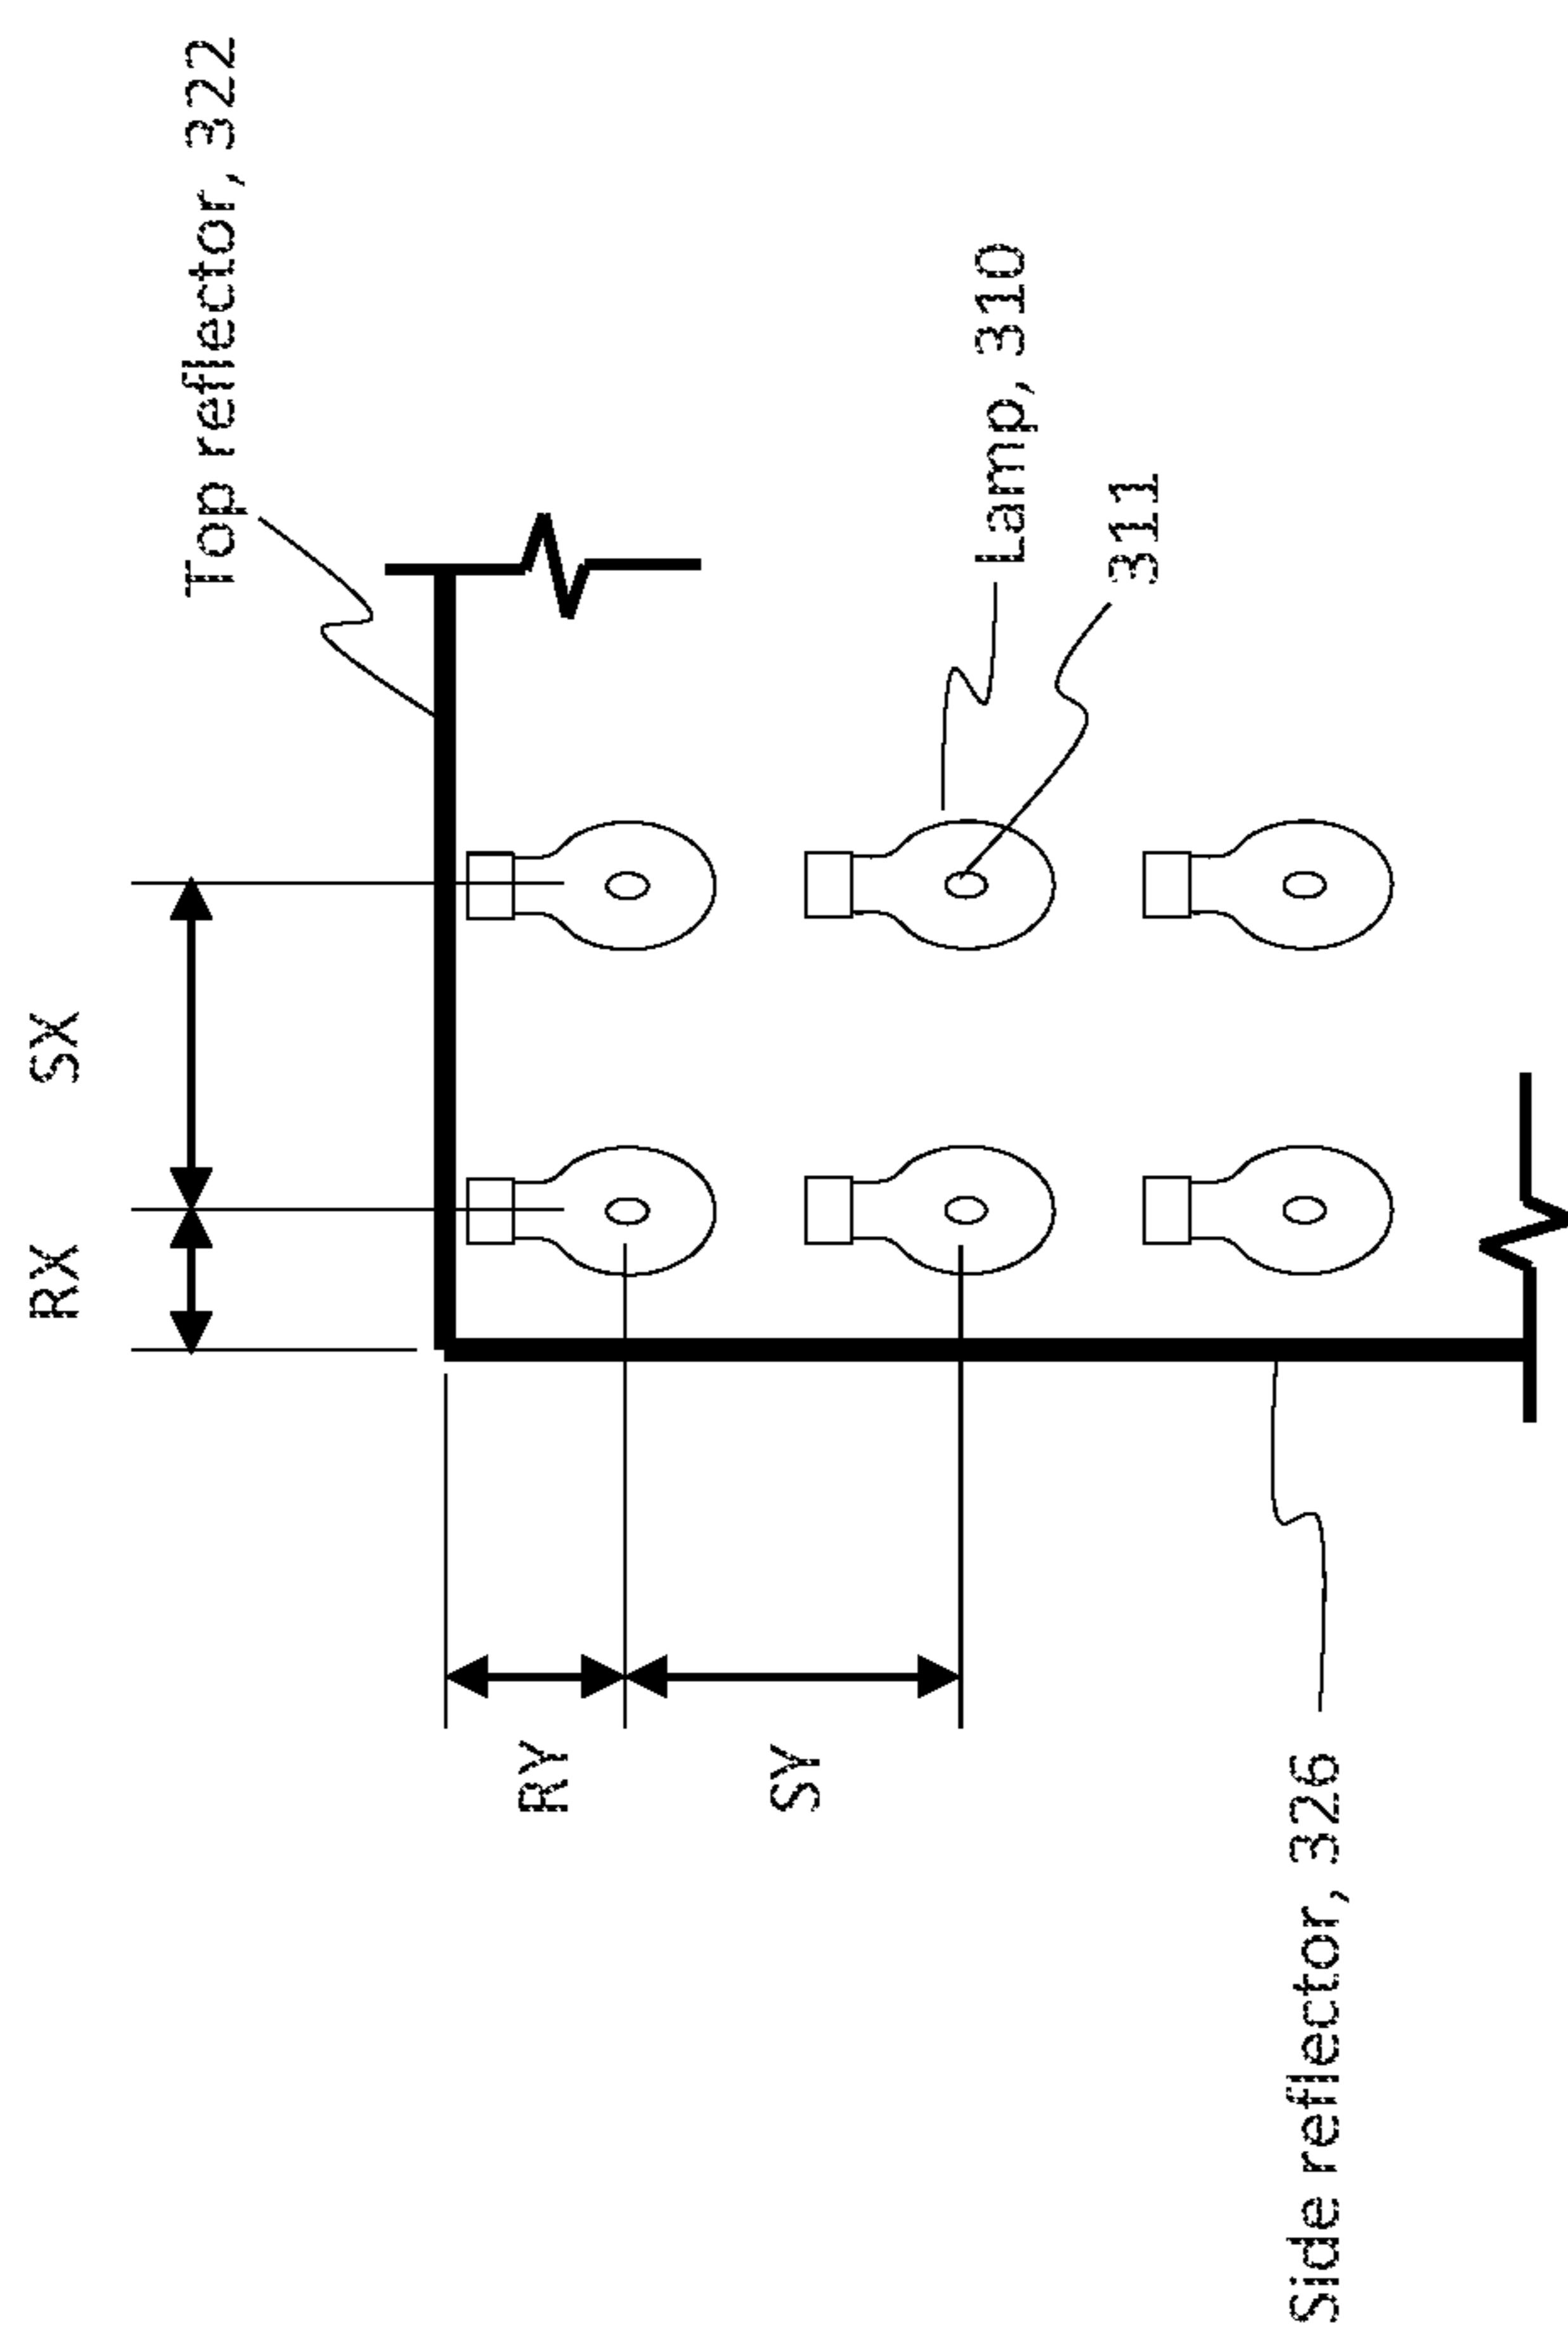 Top reflector, 322
SX
RX
Lamp, 310
311
RY
SY
Side reflector, 326